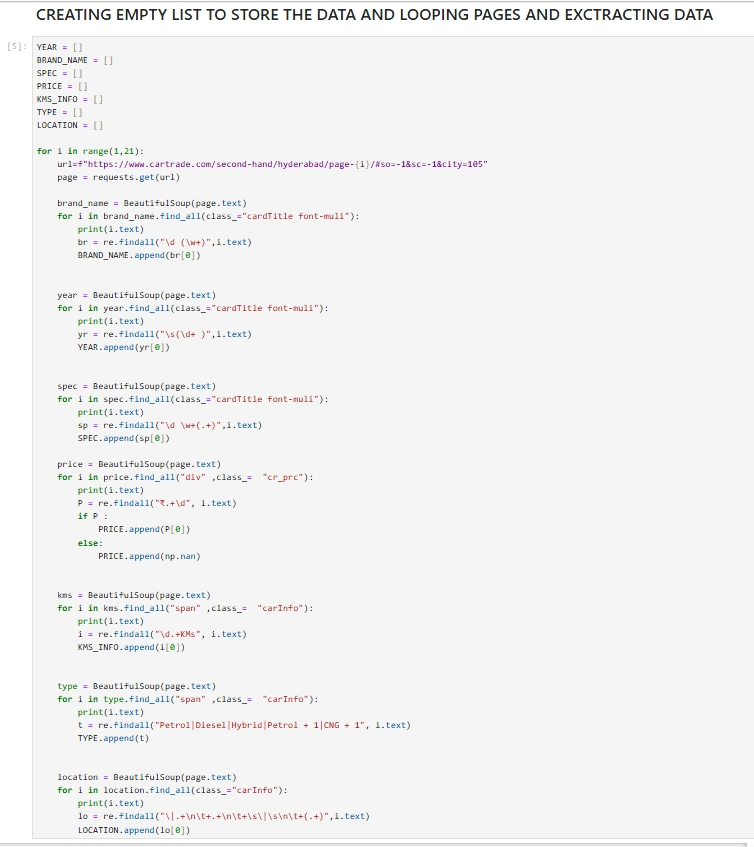 CREATING EMPTY LIST TO STORE THE DATA AND LOOPING PAGES AND EXCTRACTING DATA
[5]:
YEAR = []
BRAND_NAME = []
SPEC = []
PRICE = []
KMS_INFO = []
TYPE = []
LOCATION = []
for i in range(1,21):
    url=f"https://www.cartrade.com/second-hand/hyderabad/page-{i}/#so=-1&sc=-1&city=105"
    page = requests.get(url)
    brand_name = BeautifulSoup(page.text)
    for i in brand_name.find_all(class_="cardTitle font-muli"):
        print(i.text)
        br = re.findall("\d (\w+)",i.text)
        BRAND_NAME.append(br[0])
    year = BeautifulSoup(page.text)
    for i in year.find_all(class_="cardTitle font-muli"):
        print(i.text)
        yr = re.findall("\s(\d+ )",i.text)
        YEAR.append(yr[0])
    spec = BeautifulSoup(page.text)
    for i in spec.find_all(class_="cardTitle font-muli"):
        print(i.text)
        sp = re.findall("\d \w+(.+)",i.text)
        SPEC.append(sp[0])
    price = BeautifulSoup(page.text)
    for i in price.find_all("div" ,class_=  "cr_prc"):
        print(i.text)
        P = re.findall("₹.+\d", i.text)
        if P :
            PRICE.append(P[0])
        else:
            PRICE.append(np.nan)
    kms = BeautifulSoup(page.text)
    for i in kms.find_all("span" ,class_=  "carInfo"):
        print(i.text)
        i = re.findall("\d.+KMs", i.text)
        KMS_INFO.append(i[0])
    type = BeautifulSoup(page.text)
    for i in type.find_all("span" ,class_=  "carInfo"):
        print(i.text)
        t = re.findall("Petrol|Diesel|Hybrid|Petrol + 1|CNG + 1", i.text)
        TYPE.append(t)
    location = BeautifulSoup(page.text)
    for i in location.find_all(class_="carInfo"):
        print(i.text)
        lo = re.findall("\|.+\n\t+.+\n\t+\s\|\s\n\t+(.+)",i.text)
        LOCATION.append(lo[0])